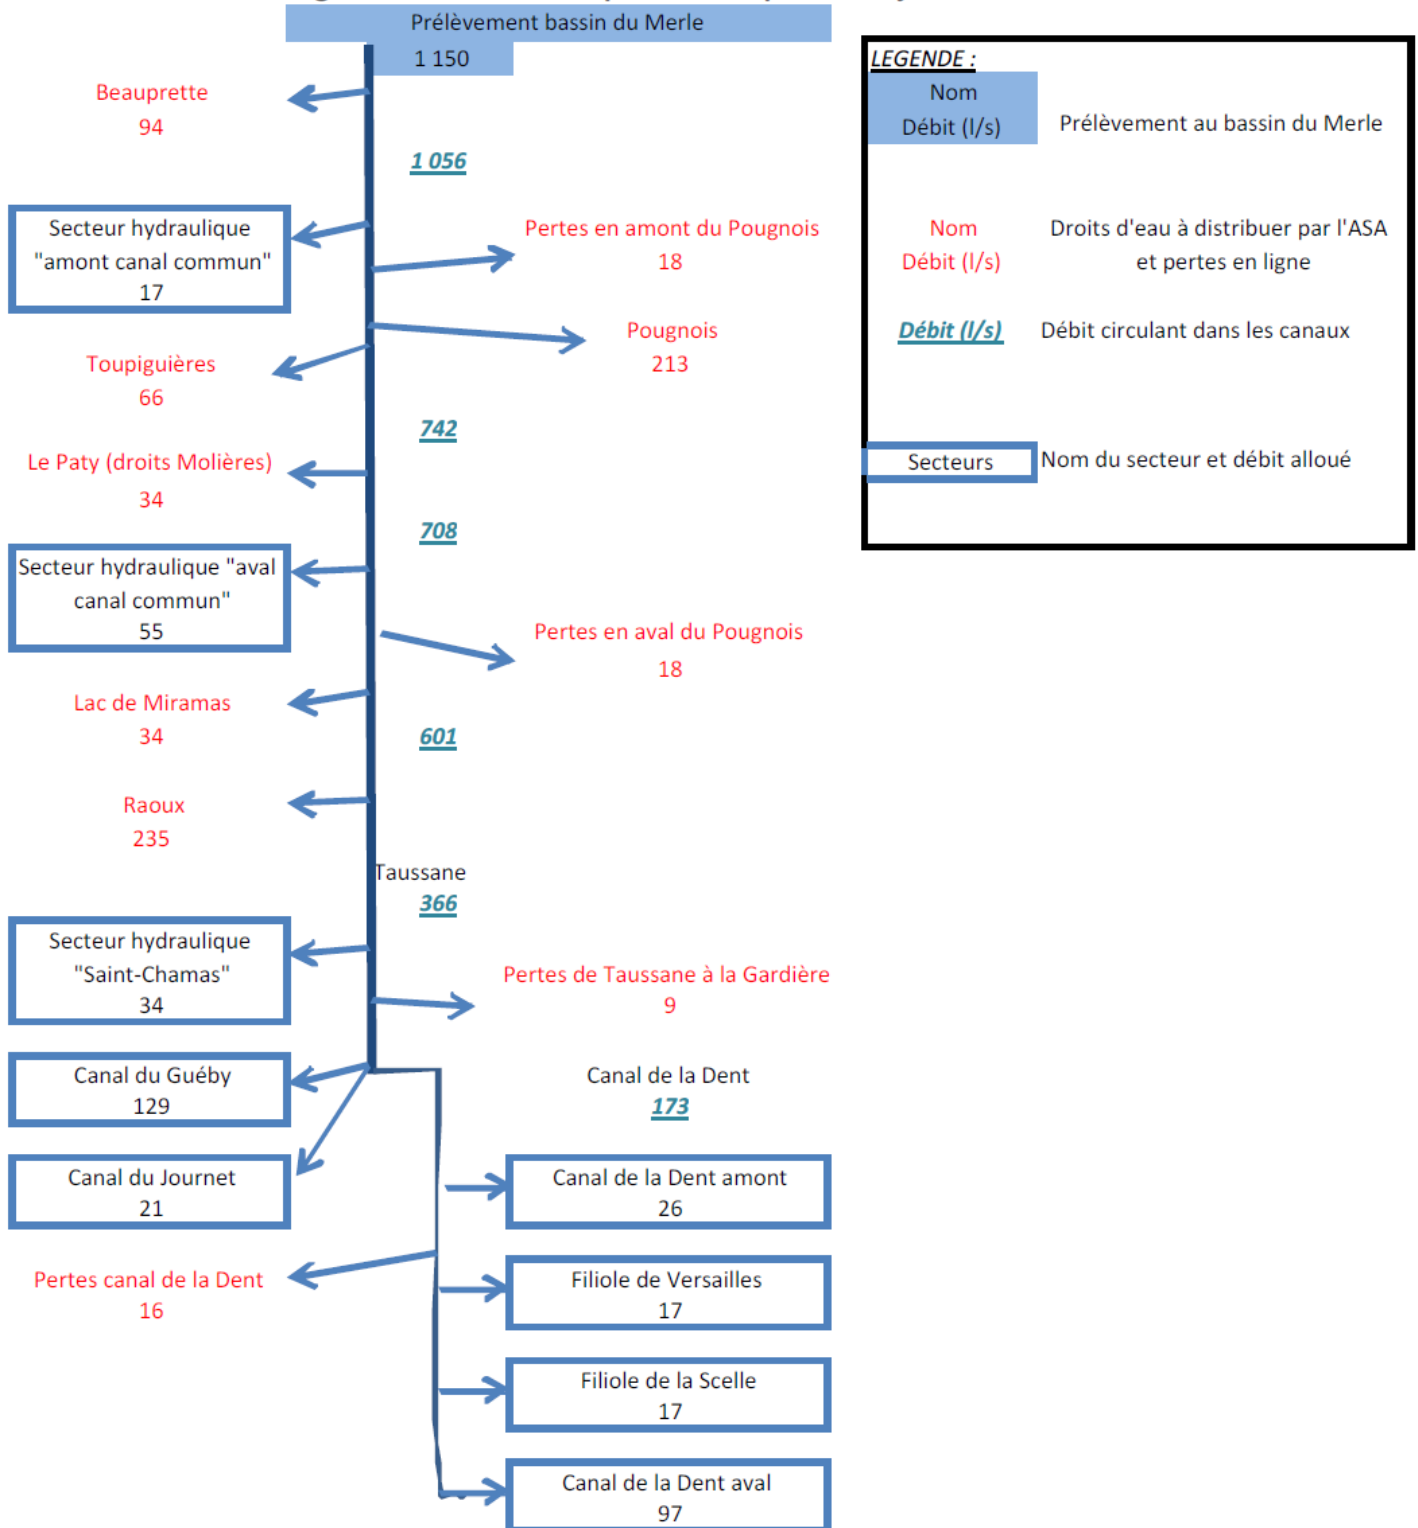 Prélèvement bassin du Merle
1 150
Beauprette
94
1 056
Secteur hydraulique
"amont canal commun"
17
Pertes en amont du Pougnois
18
Pougnois
213
Toupiguières
66
742
Le Paty (droits Molières)
34
708
Secteur hydraulique "aval
canal commun"
55
Pertes en aval du Pougnois
18
Lac de Miramas
34
601
Raoux
235
Taussane
366
Secteur hydraulique
"Saint-Chamas"
34
Pertes de Taussane à la Gardière
9
Canal du Guéby
129
Canal de la Dent
173
Canal du Journet
21
Canal de la Dent amont
26
Pertes canal de la Dent
16
Filiole de Versailles
17
Filiole de la Scelle
17
Canal de la Dent aval
97
LEGENDE :
Nom
Débit (l/s)
Prélèvement au bassin du Merle
Nom
Débit (l/s)
Droits d'eau à distribuer par l'ASA
et pertes en ligne
Débit (l/s)
Débit circulant dans les canaux
Secteurs
Nom du secteur et débit alloué